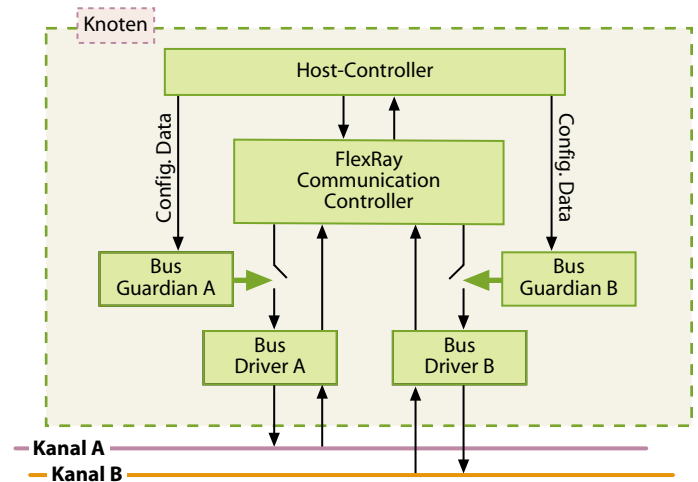 Knoten
Host-Controller
Config. Data
Config. Data
FlexRay
Communication
Controller
Bus
Guardian A
Bus
Guardian B
Bus
Driver A
Bus
Driver B
Kanal A
Kanal B